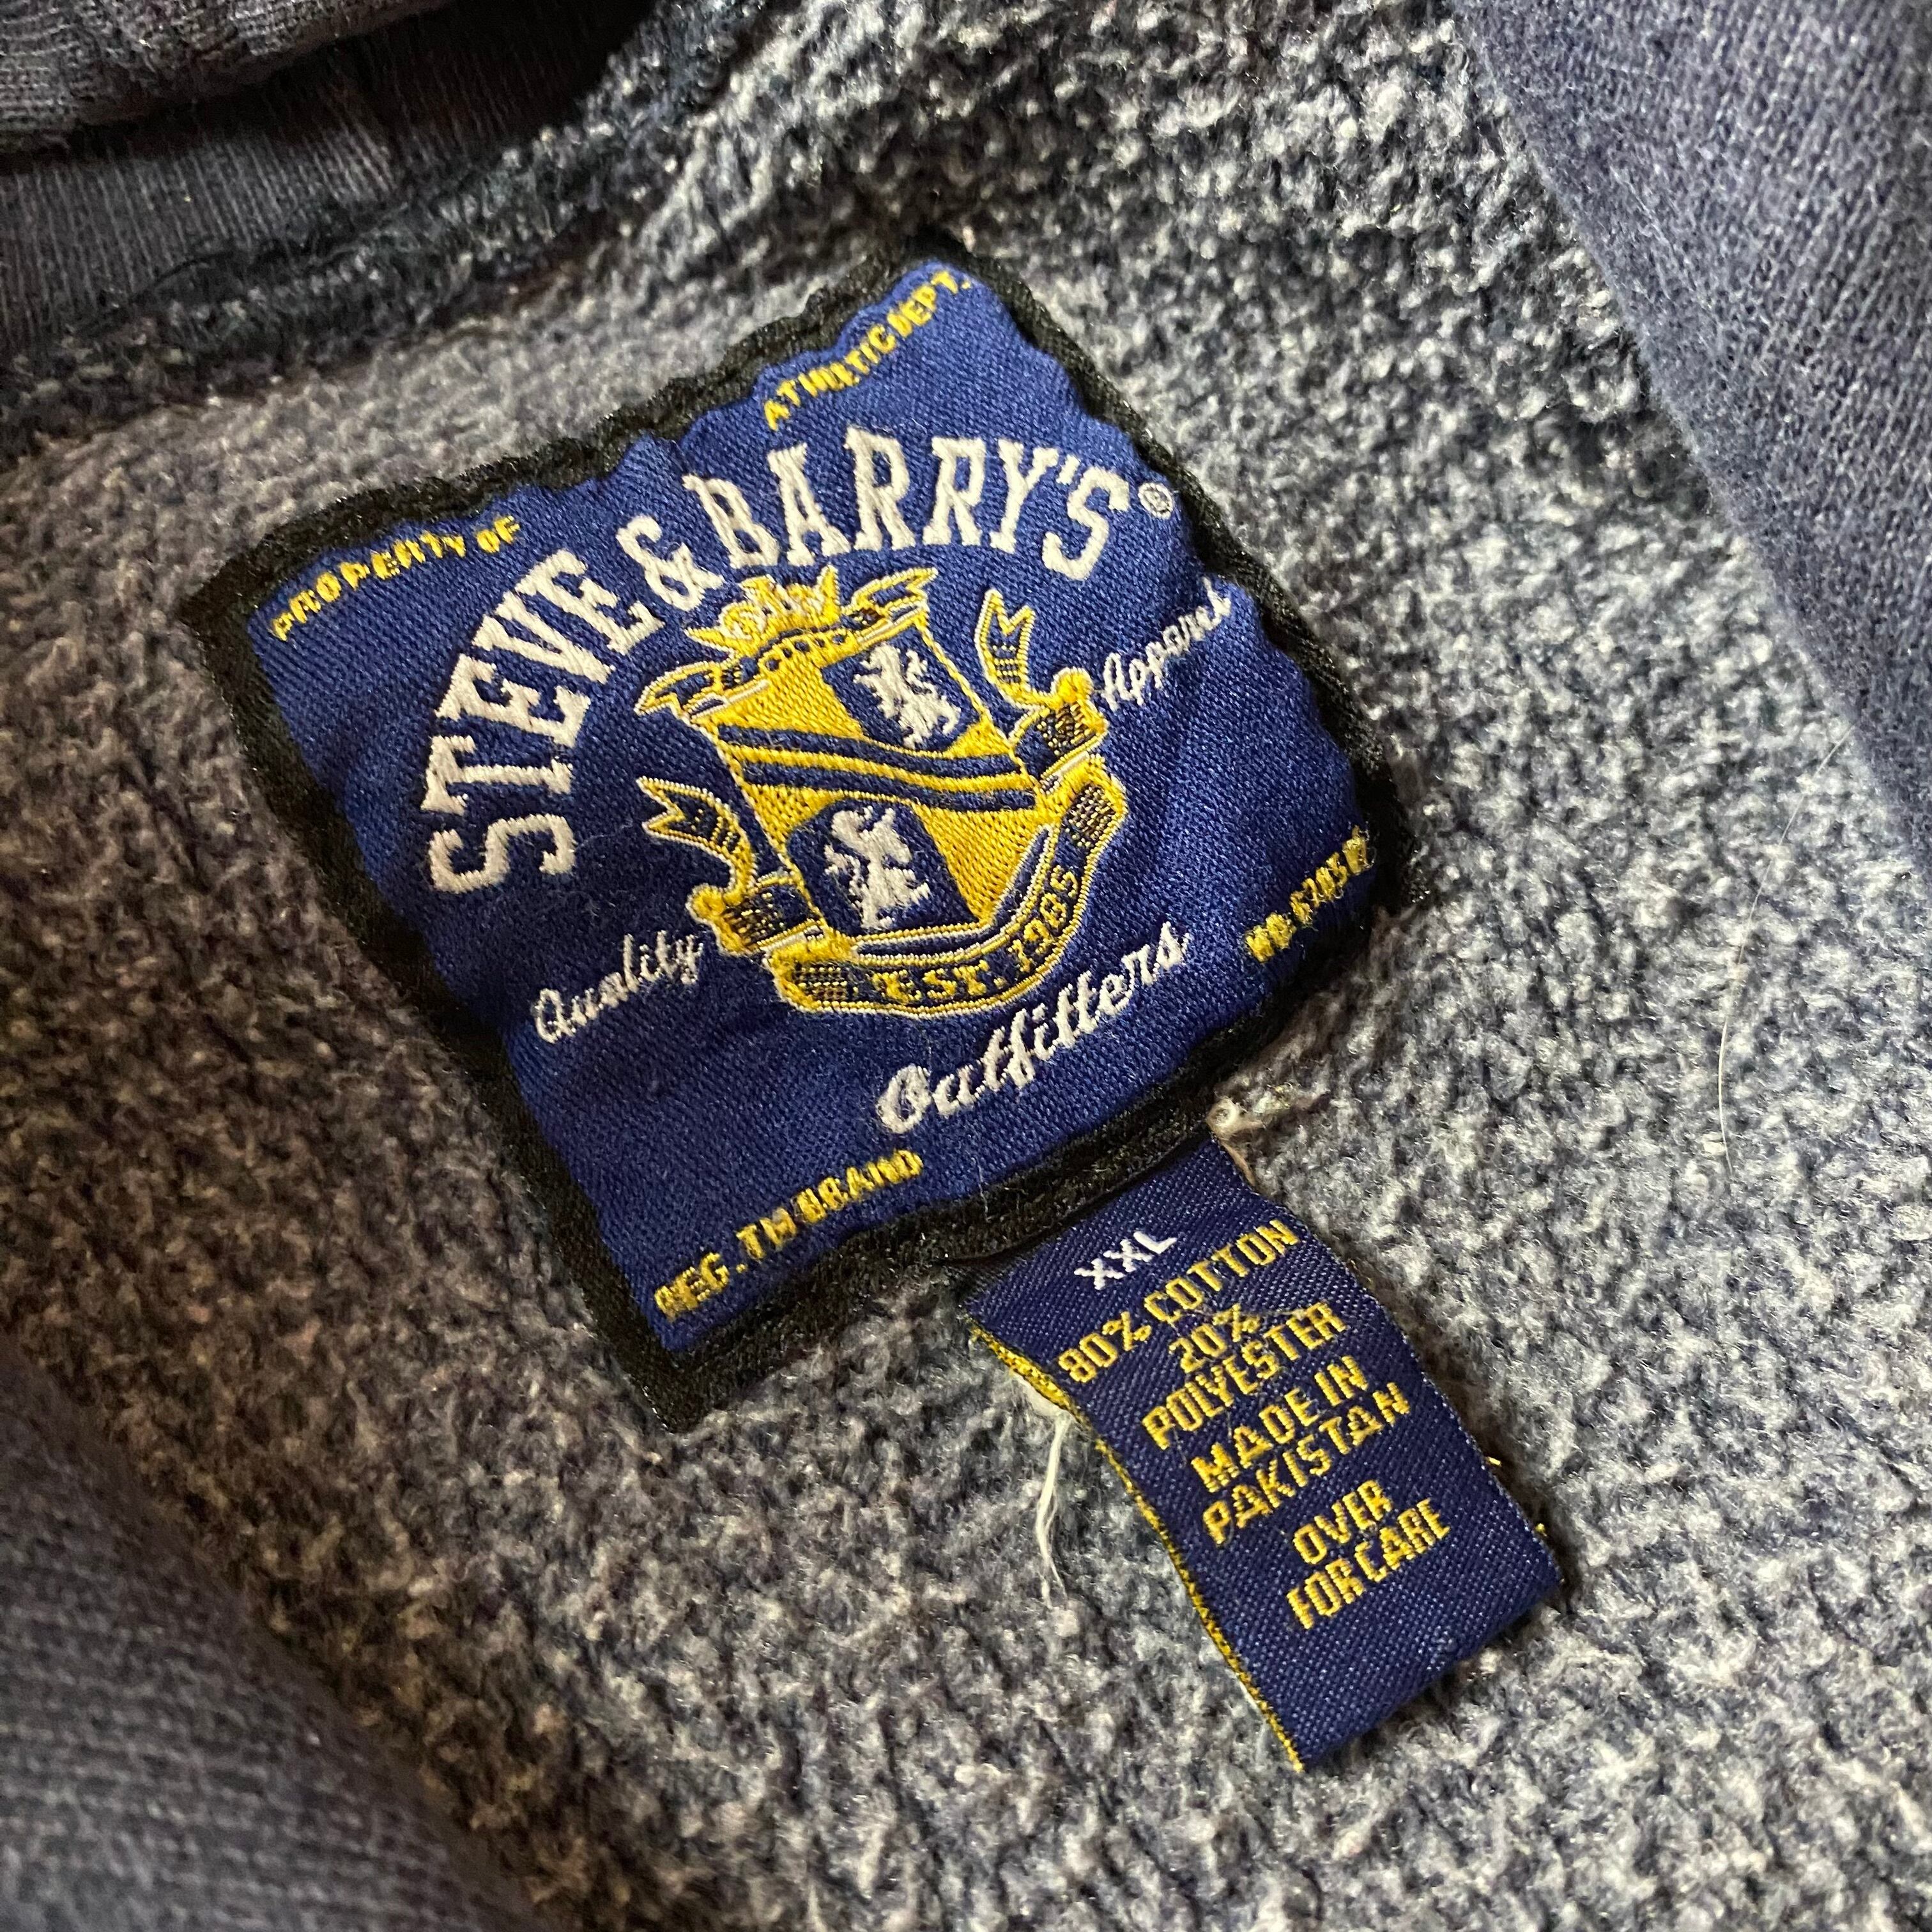 PROPERTY OF
ATHLETIC DEPT.
STEVE & BARRY'S®
Quality
Apparel
EST. 1985
Outfitters
REG. TM BRAND
XXL
80% COTTON
20%
POLYESTER
MADE IN
PAKISTAN
OVER
FOR CARE